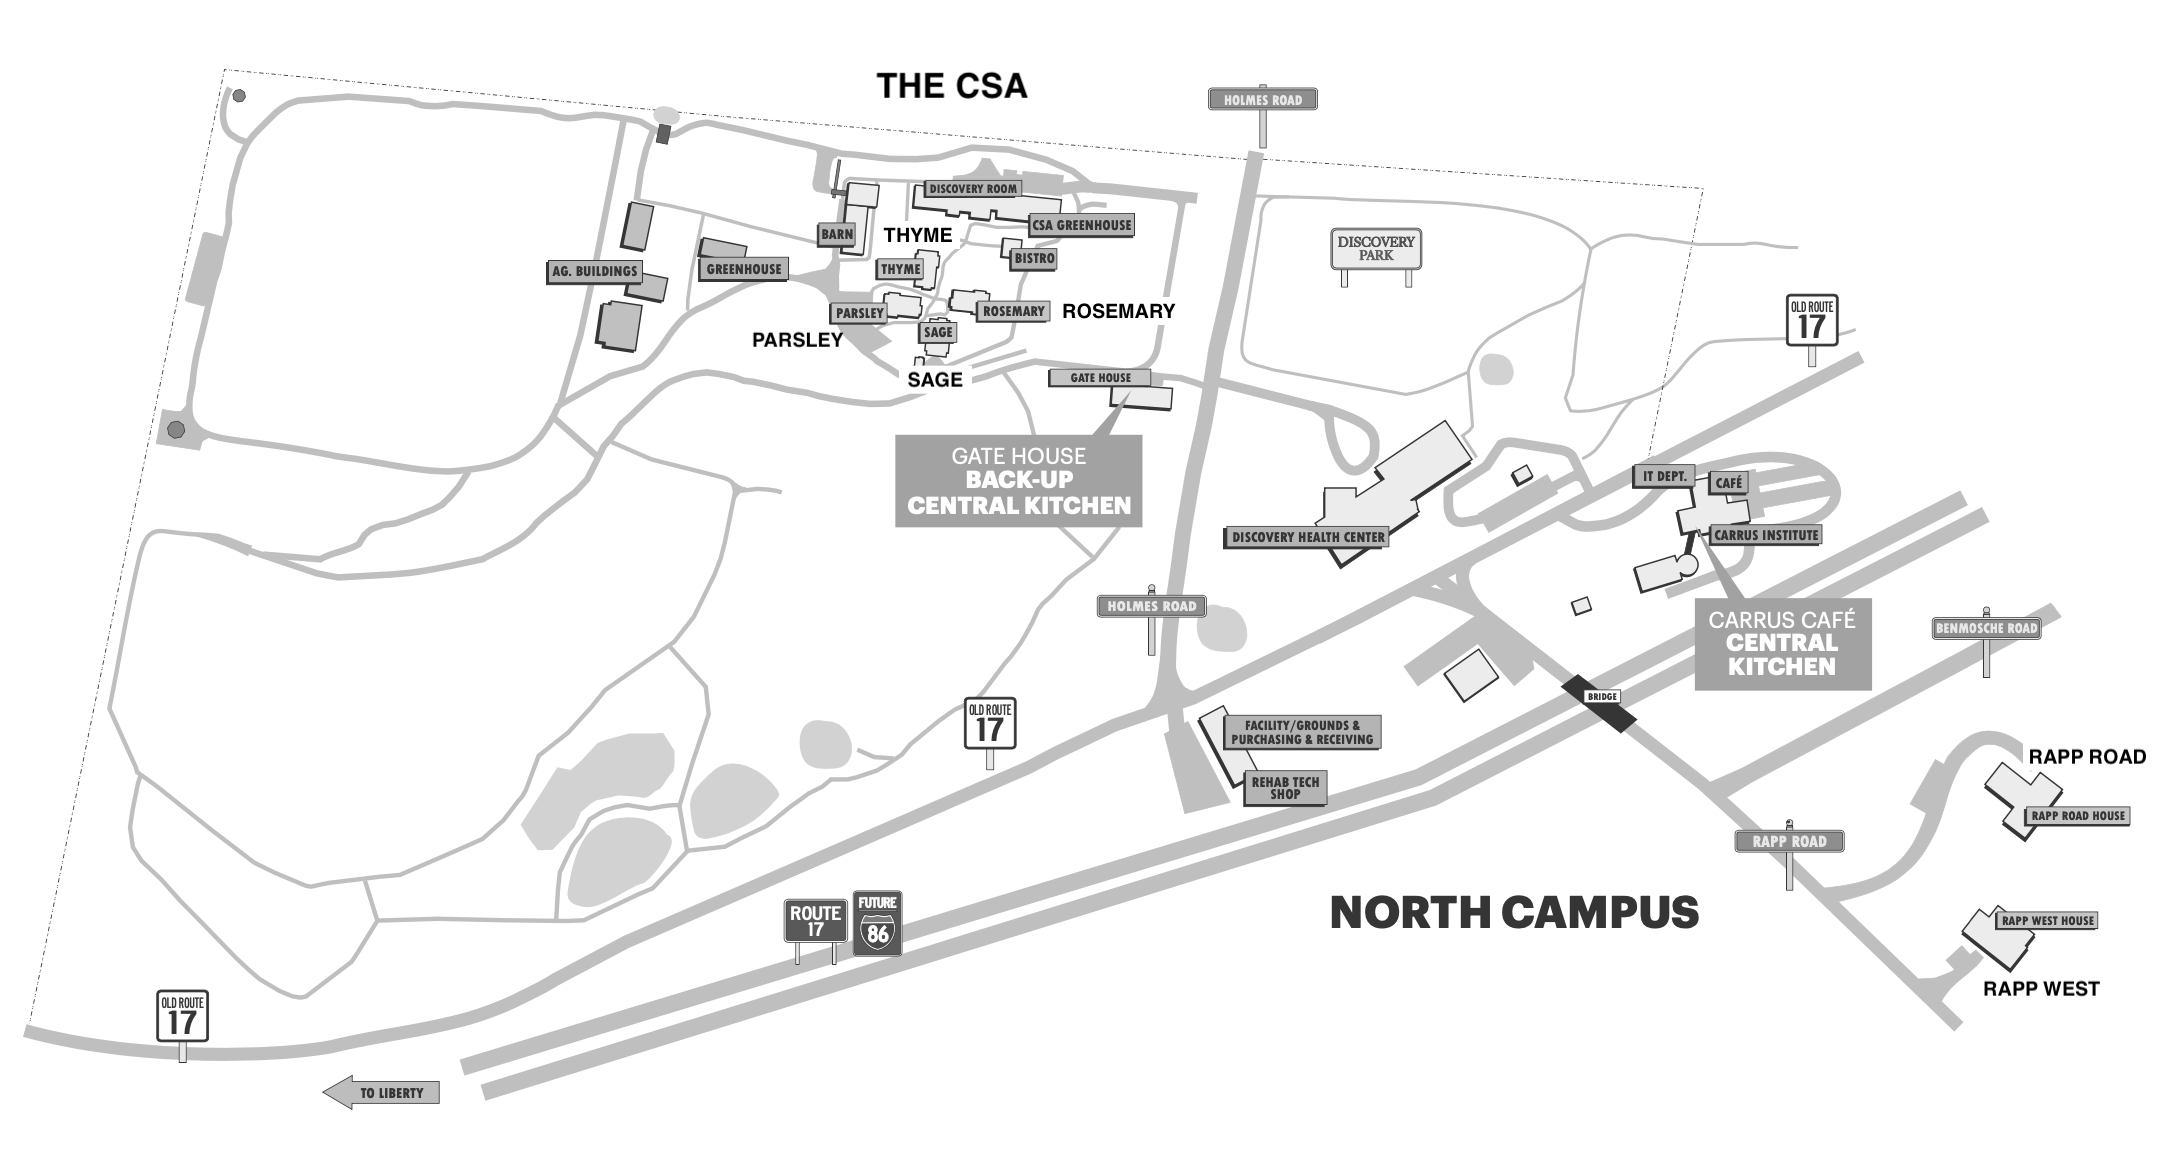 THE CSA
HOLMES ROAD
DISCOVERY ROOM
CSA GREENHOUSE
BARN
THYME
BISTRO
THYME
AG. BUILDINGS
GREENHOUSE
DISCOVERY
PARK
PARSLEY
ROSEMARY
ROSEMARY
SAGE
PARSLEY
SAGE
GATE HOUSE
OLD ROUTE
17
GATE HOUSE
BACK-UP
CENTRAL KITCHEN
IT DEPT.
CAFÉ
DISCOVERY HEALTH CENTER
CARRUS INSTITUTE
HOLMES ROAD
CARRUS CAFÉ
CENTRAL
KITCHEN
BENMOSCHE ROAD
BRIDGE
OLD ROUTE
17
FACILITY/GROUNDS &
PURCHASING & RECEIVING
REHAB TECH
SHOP
RAPP ROAD
RAPP ROAD HOUSE
RAPP ROAD
ROUTE
17
FUTURE
86
NORTH CAMPUS
RAPP WEST HOUSE
RAPP WEST
OLD ROUTE
17
TO LIBERTY